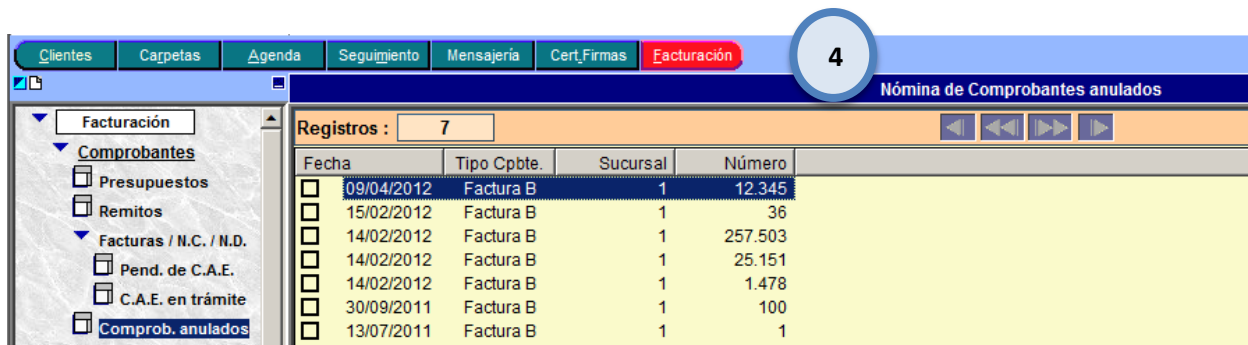 4
Clientes Carpetas Agenda Seguimiento Mensajería Cert.Firmas Facturación
Nómina de Comprobantes anulados
Facturación
Comprobantes
Presupuestos
Remitos
Facturas / N.C. / N.D.
Pend. de C.A.E.
C.A.E. en trámite
Comprob. anulados
Registros : 7
Fecha Tipo Cpbte. Sucursal Número
09/04/2012 Factura B 1 12.345
15/02/2012 Factura B 1 36
14/02/2012 Factura B 1 257.503
14/02/2012 Factura B 1 25.151
14/02/2012 Factura B 1 1.478
30/09/2011 Factura B 1 100
13/07/2011 Factura B 1 1